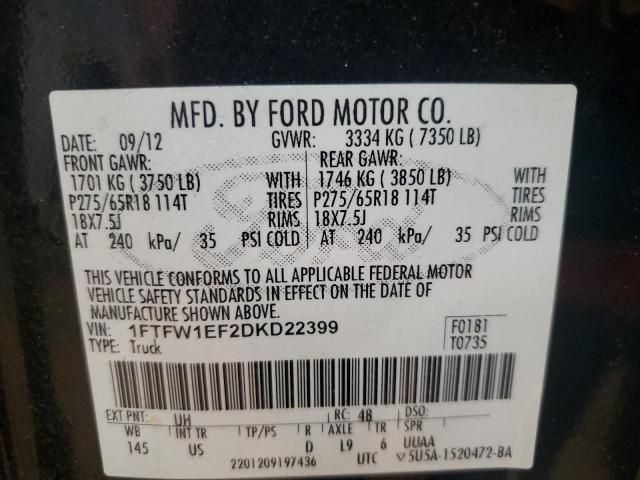 MFD. BY FORD MOTOR CO.
DATE: 09/12 GVWR: 3334 KG ( 7350 LB)
FRONT GAWR: REAR GAWR:
1701 KG ( 3750 LB) WITH 1746 KG ( 3850 LB) WITH
P275/65R18 114T TIRES P275/65R18 114T TIRES
18X7.5J RIMS 18X7.5J RIMS
AT 240 kPa/ 35 PSI COLD AT 240 kPa/ 35 PSI COLD
Ford
THIS VEHICLE CONFORMS TO ALL APPLICABLE FEDERAL MOTOR
VEHICLE SAFETY STANDARDS IN EFFECT ON THE DATE OF
MANUFACTURE SHOWN ABOVE.
VIN: 1FTFW1EF2DKD22399 F0181
TYPE: Truck T0735
EXT PNT: UH RC: 48 DSO:
WB INT TR TP/PS R AXLE TR SPR
145 US D L9 6 UUAA
2201209197436 UTC 5U5A-1520472-BA